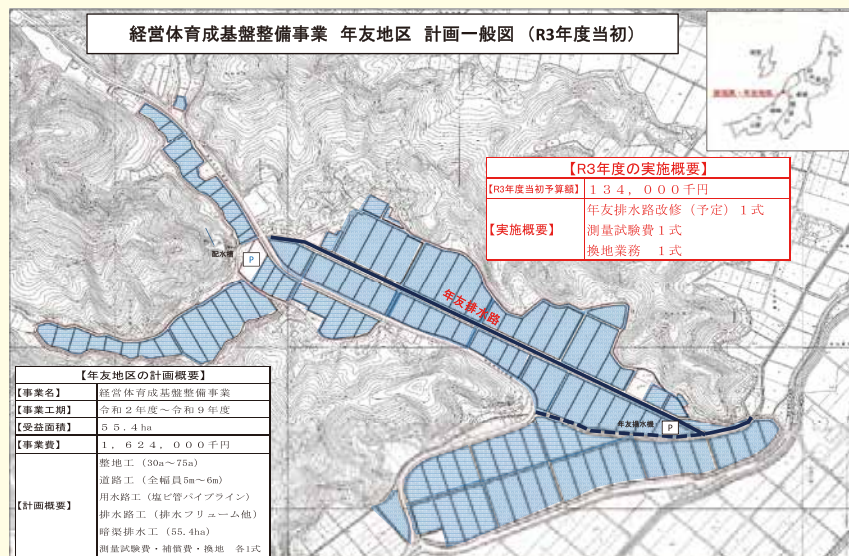 経営体育成基盤整備事業 年友地区 計画一般図 (R3年度当初)
【R3年度の実施概要】
【R3年度当初予算額】 134,000千円
【実施概要】
年友排水路改修(予定)1式
測量試験費1式
換地業務 1式
配水槽
P
年友排水路
年友揚水機
P
【年友地区の計画概要】
【事業名】 経営体育成基盤整備事業
【事業工期】 令和2年度~令和9年度
【受益面積】 55.4ha
【事業費】 1,624,000千円
【計画概要】
整地工(30a~75a)
道路工(全幅員5m~6m)
用水路工(塩ビ管パイプライン)
排水路工(排水フリューム他)
暗渠排水工(55.4ha)
測量試験費・補償費・換地 各1式